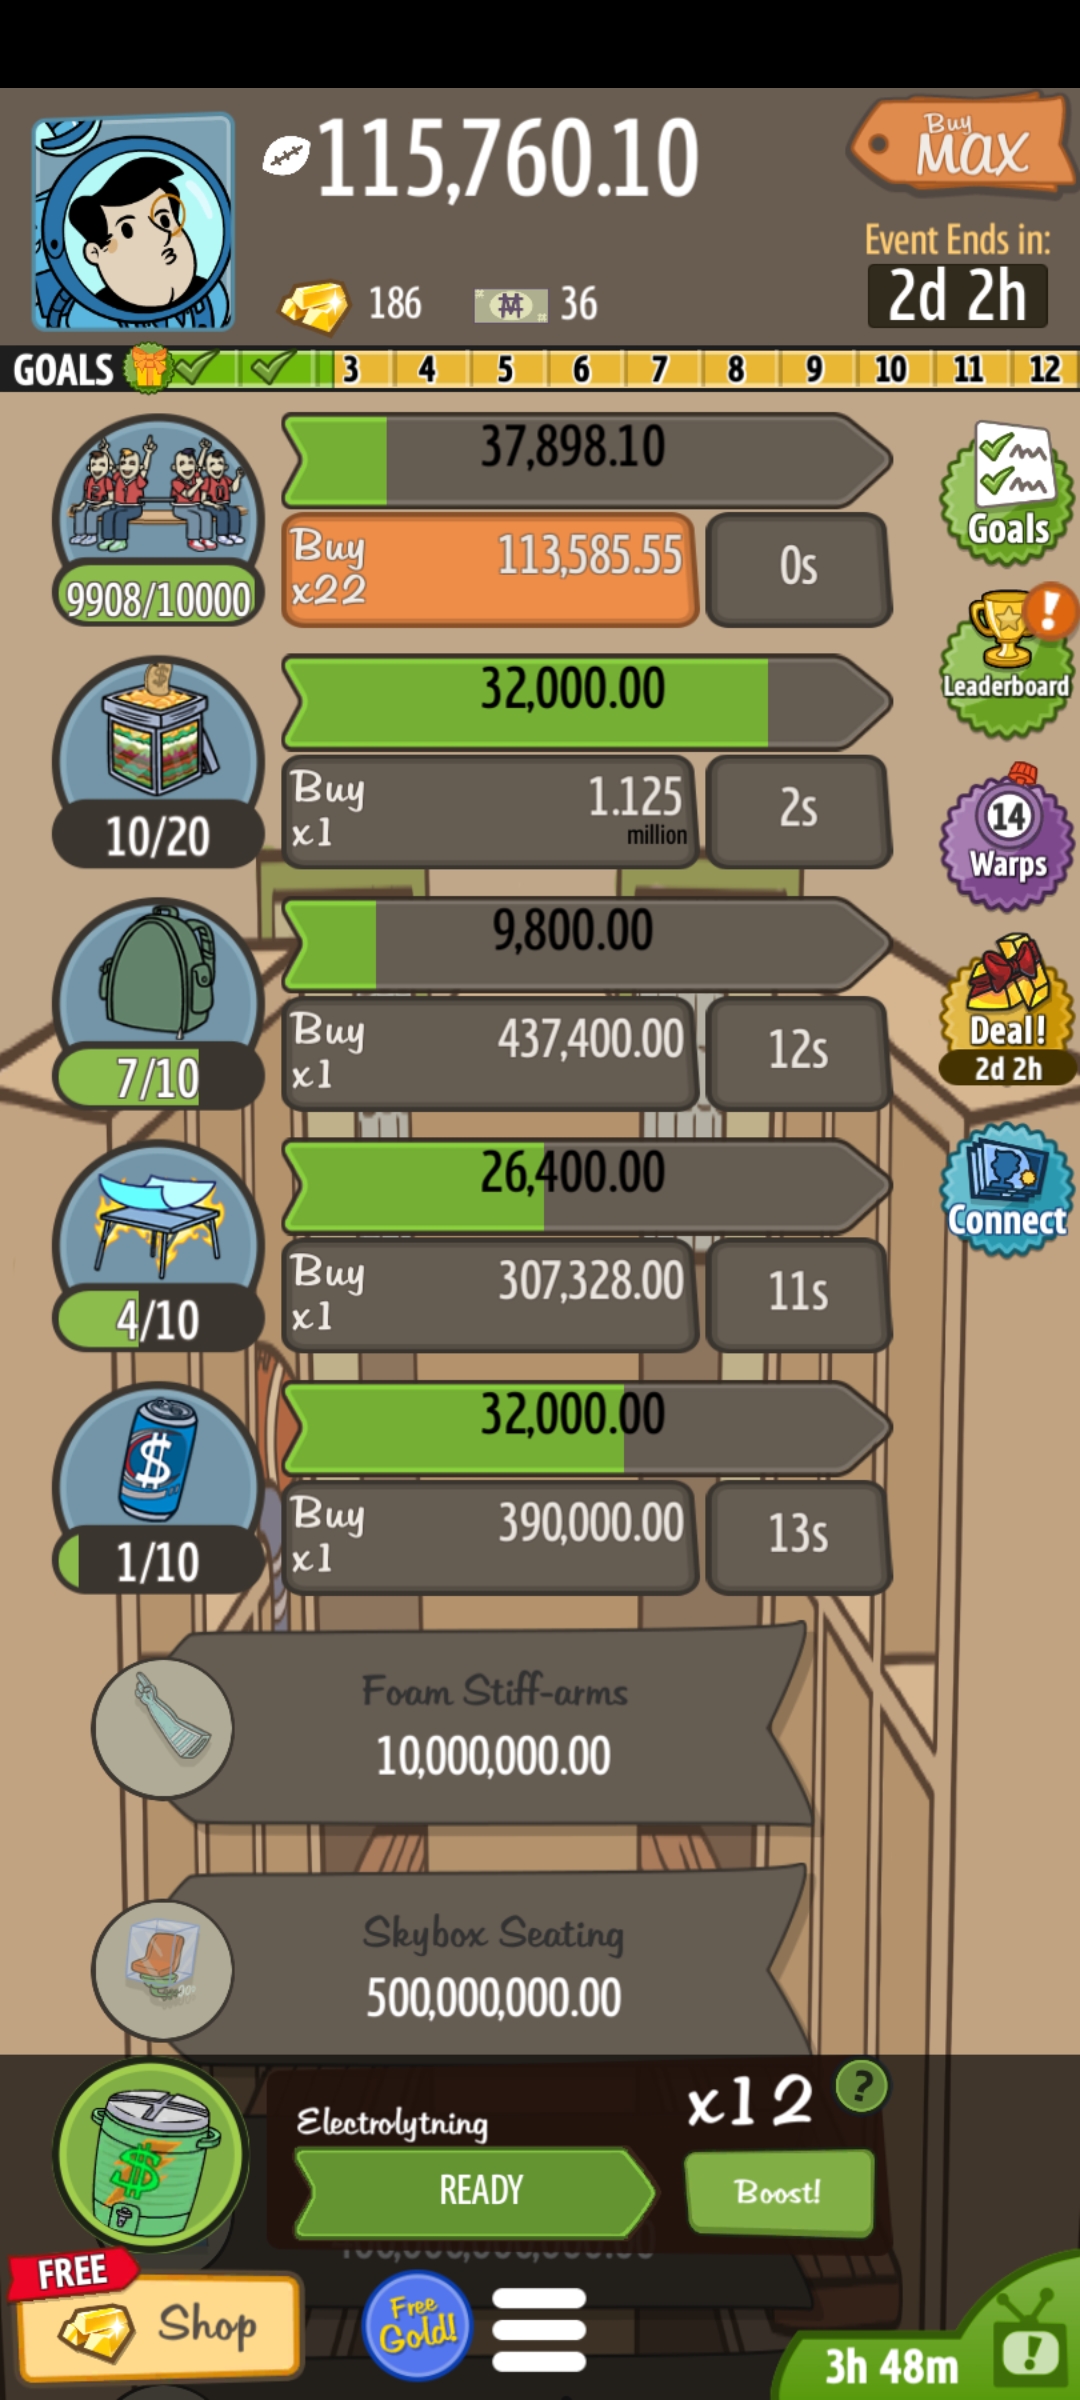 115,760.10
Buy
MAX
Event Ends in:
2d 2h
186
36
GOALS 3 4 5 6 7 8 9 10 11 12
37,898.10
Buy
x22
113,585.55
0s
9908/10000
Goals
32,000.00
Buy
x1
1.125
million
2s
10/20
!
Leaderboard
14
Warps
9,800.00
Buy
x1
437,400.00
12s
7/10
Deal!
2d 2h
26,400.00
Buy
x1
307,328.00
11s
4/10
Connect
32,000.00
Buy
x1
390,000.00
13s
$
1/10
Foam Stiff-arms
10,000,000.00
Skybox Seating
500,000,000.00
Electrolytning
x12
?
$
READY
Boost!
FREE
Shop
Free
Gold!
3h 48m
!